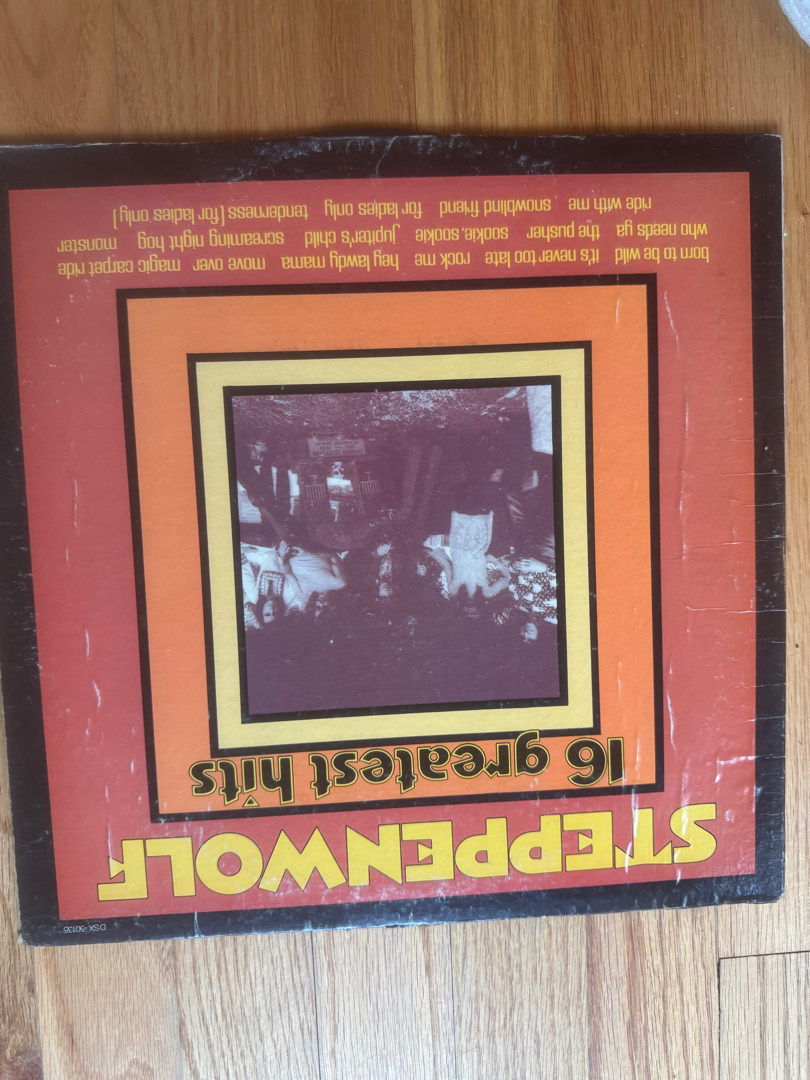 DSX-50135
STEPPENWOLF
16 greatest hits
born to be wild it's never too late rock me hey lawdy mama move over magic carpet ride
who needs ya the pusher sookie, sookie jupiter's child screaming night hog monster
ride with me snowblind friend for ladies only tenderness [for ladies only]